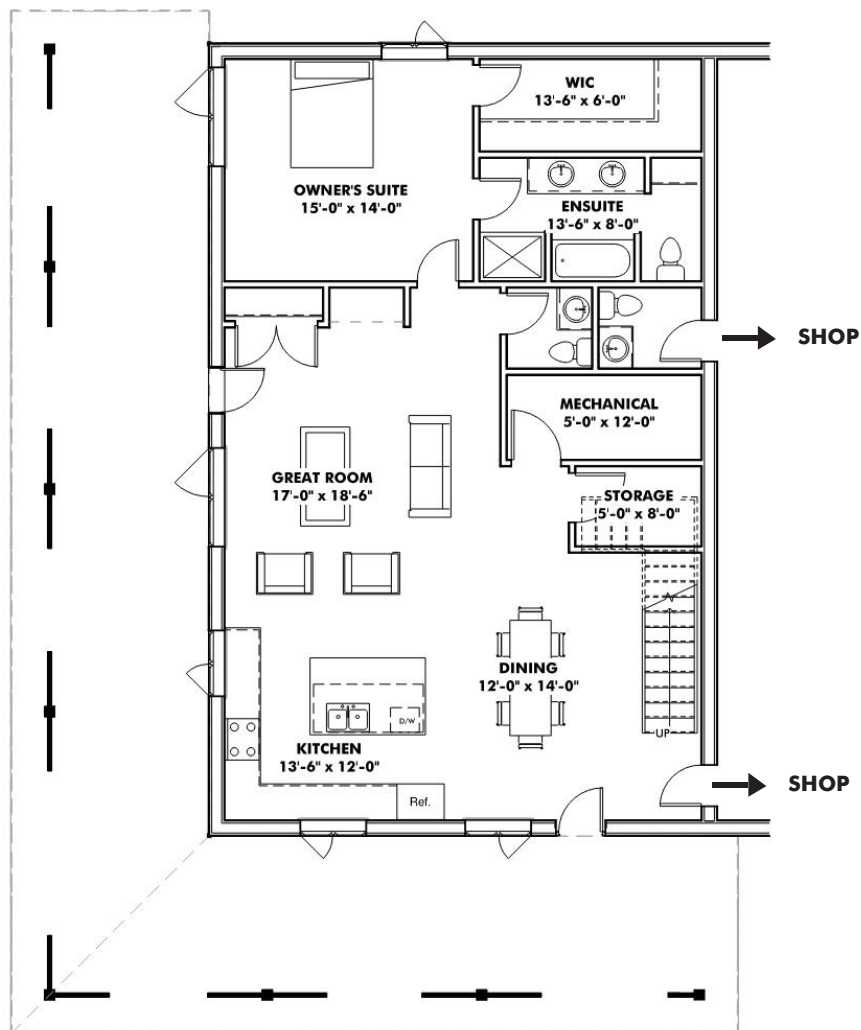 WIC
13'-6" x 6'-0"
OWNER'S SUITE
15'-0" x 14'-0"
ENSUITE
13'-6" x 8'-0"
SHOP
MECHANICAL
5'-0" x 12'-0"
GREAT ROOM
17'-0" x 18'-6"
STORAGE
5'-0" x 8'-0"
DINING
12'-0" x 14'-0"
D/W
UP
KITCHEN
13'-6" x 12'-0"
SHOP
Ref.